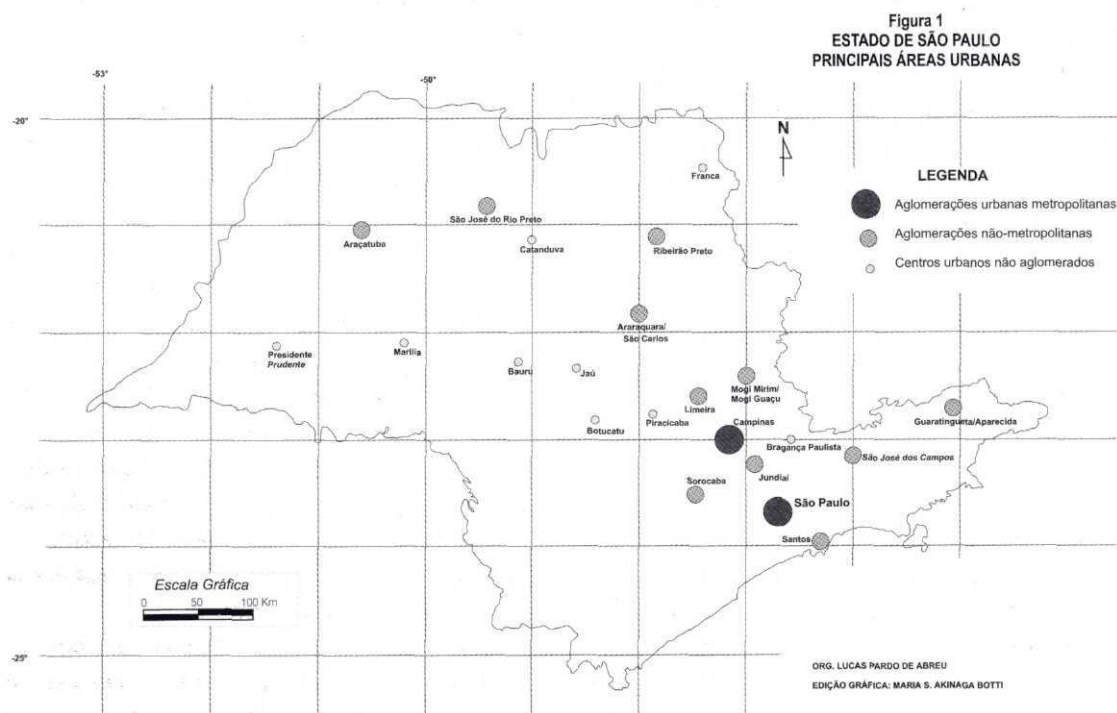 Figura 1
ESTADO DE SÃO PAULO
PRINCIPAIS ÁREAS URBANAS
-53°
-50°
-20°
N
LEGENDA
Aglomerações urbanas metropolitanas
Aglomerações não-metropolitanas
Centros urbanos não aglomerados
Franca
São José do Rio Preto
Araçatuba
Catanduva
Ribeirão Preto
Araraquara/
São Carlos
Presidente
Prudente
Marília
Bauru
Jaú
Mogi Mirim/
Mogi Guaçu
Limeira
Guaratinguetá/Aparecida
Botucatu
Piracicaba
Campinas
Bragança Paulista
São José dos Campos
Jundiaí
Sorocaba
São Paulo
Santos
Escala Gráfica
0 50 100 Km
-25°
ORG. LUCAS PARDO DE ABREU
EDIÇÃO GRÁFICA: MARIA S. AKINAGA BOTTI